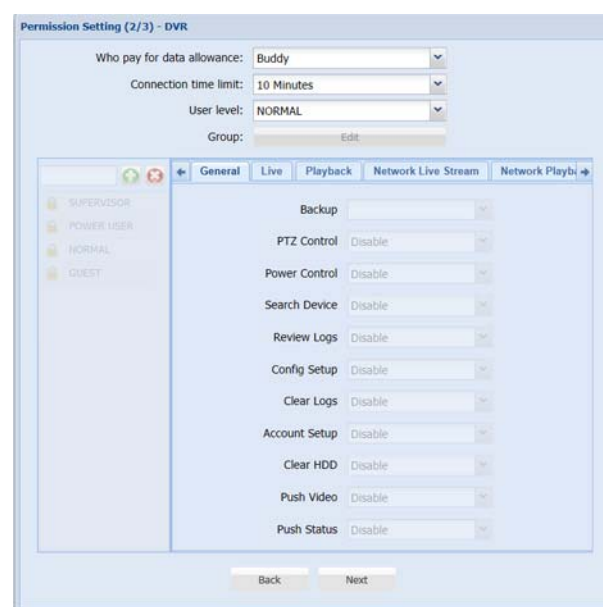 Permission Setting (2/3) - DVR
Who pay for data allowance: Buddy
Connection time limit: 10 Minutes
User level: NORMAL
Group: Edit
General Live Playback Network Live Stream Network Playba
SUPERVISOR
POWER USER
NORMAL
GUEST
Backup
PTZ Control Disable
Power Control Disable
Search Device Disable
Review Logs Disable
Config Setup Disable
Clear Logs Disable
Account Setup Disable
Clear HDD Disable
Push Video Disable
Push Status Disable
Back Next